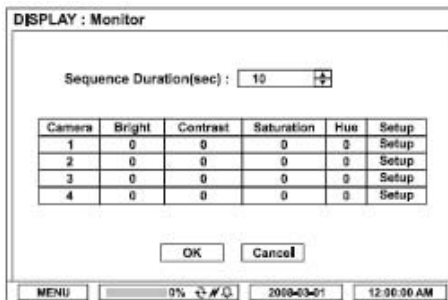 DISPLAY : Monitor
Sequence Duration(sec) : 10
Camera Bright Contrast Saturation Hue Setup
1 0 0 0 0 Setup
2 0 0 0 0 Setup
3 0 0 0 0 Setup
4 0 0 0 0 Setup
OK Cancel
MENU 0% 2008-03-01 12:00:00 AM